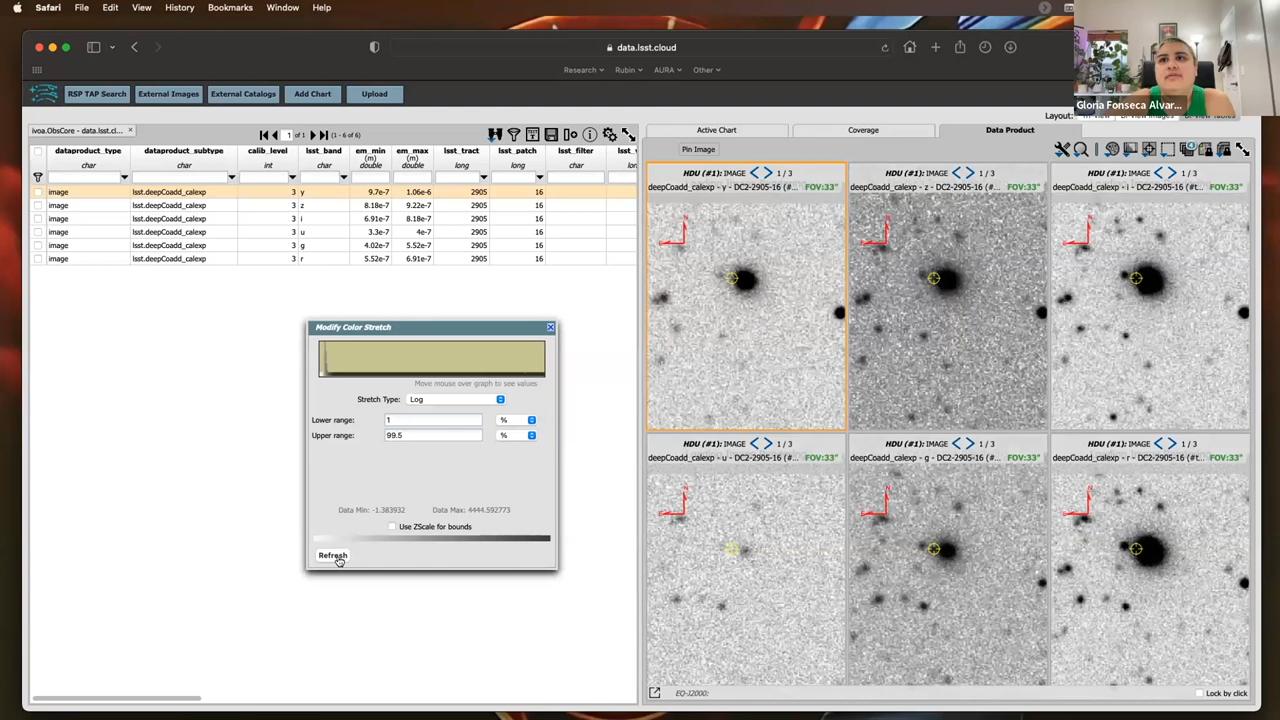 Safari File Edit View History Bookmarks Window Help
data.lsst.cloud
Research Rubin AURA Other
RSP TAP Search External Images External Catalogs Add Chart Upload
Gloria Fonseca Alvar...
Layout:
ivoa.ObsCore - data.lsst.cl...
1 of 1 (1 - 6 of 6)
Active Chart Coverage Data Product
Pin Image
dataproduct_type dataproduct_subtype calib_level lsst_band em_min em_max lsst_tract lsst_patch lsst_filter
(m) (m)
char char int char double double long long char
image lsst.deepCoadd_calexp 3 y 9.7e-7 1.06e-6 2905 16
image lsst.deepCoadd_calexp 3 z 8.18e-7 9.22e-7 2905 16
image lsst.deepCoadd_calexp 3 i 6.91e-7 8.18e-7 2905 16
image lsst.deepCoadd_calexp 3 u 3.3e-7 4e-7 2905 16
image lsst.deepCoadd_calexp 3 g 4.02e-7 5.52e-7 2905 16
image lsst.deepCoadd_calexp 3 r 5.52e-7 6.91e-7 2905 16
HDU (#1): IMAGE 1 / 3 HDU (#1): IMAGE 1 / 3 HDU (#1): IMAGE 1 / 3
deepCoadd_calexp - y - DC2-2905-16 (#... FOV:33" deepCoadd_calexp - z - DC2-2905-16 (#... FOV:33" deepCoadd_calexp - i - DC2-2905-16 (#t... FOV:33"
Modify Color Stretch
Move mouse over graph to see values
Stretch Type: Log
Lower range: 1 %
Upper range: 99.5 %
Data Min: -1.383932 Data Max: 4444.592773
Use ZScale for bounds
Refresh
HDU (#1): IMAGE 1 / 3 HDU (#1): IMAGE 1 / 3 HDU (#1): IMAGE 1 / 3
deepCoadd_calexp - u - DC2-2905-16 (#... FOV:33" deepCoadd_calexp - g - DC2-2905-16 (#... FOV:33" deepCoadd_calexp - r - DC2-2905-16 (#t... FOV:33"
EQ-J2000: Lock by click